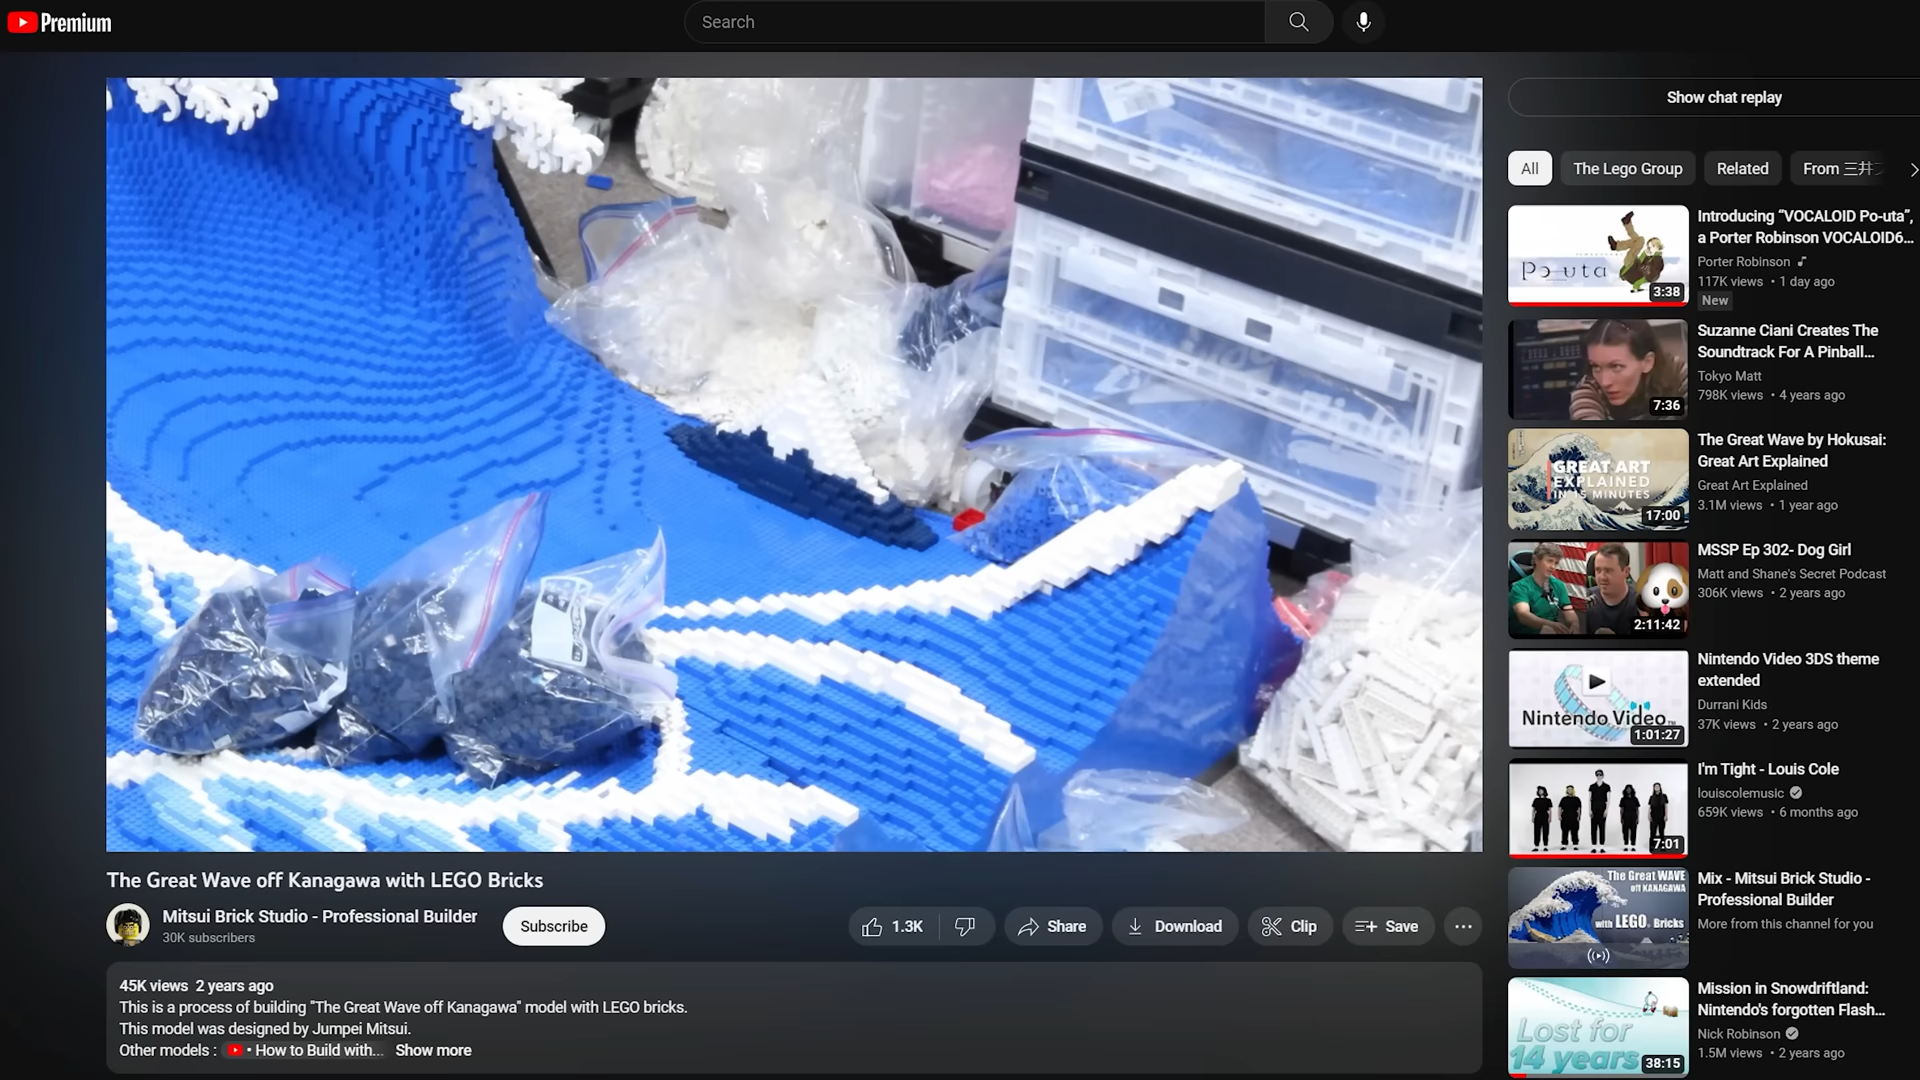 Premium
Search
Show chat replay
All
The Lego Group
Related
From 三井
The Great Wave off Kanagawa with LEGO Bricks
Mitsui Brick Studio - Professional Builder
30K subscribers
Subscribe
1.3K
Share
Download
Clip
Save
45K views 2 years ago
This is a process of building "The Great Wave off Kanagawa" model with LEGO bricks.
This model was designed by Jumpei Mitsui.
Other models : • How to Build with... Show more
Po-uta
3:38
Introducing “VOCALOID Po-uta”,
a Porter Robinson VOCALOID6...
Porter Robinson
117K views • 1 day ago
New
7:36
Suzanne Ciani Creates The
Soundtrack For A Pinball...
Tokyo Matt
798K views • 4 years ago
GREAT ART
EXPLAINED
IN 15 MINUTES
17:00
The Great Wave by Hokusai:
Great Art Explained
Great Art Explained
3.1M views • 1 year ago
2:11:42
MSSP Ep 302- Dog Girl
Matt and Shane's Secret Podcast
306K views • 2 years ago
Nintendo Video
1:01:27
Nintendo Video 3DS theme
extended
Durrani Kids
37K views • 2 years ago
7:01
I'm Tight - Louis Cole
louiscolemusic
659K views • 6 months ago
The Great WAVE
off KANAGAWA
with LEGO® Bricks
Mix - Mitsui Brick Studio -
Professional Builder
More from this channel for you
Lost for
14 years
38:15
Mission in Snowdriftland:
Nintendo's forgotten Flash...
Nick Robinson
1.5M views • 2 years ago